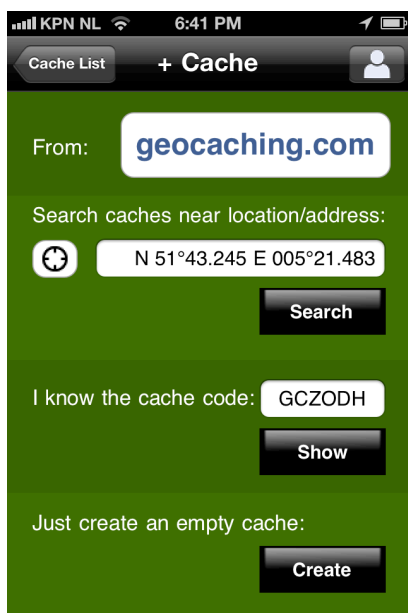 KPN NL 6:41 PM
Cache List + Cache
From: geocaching.com
Search caches near location/address:
N 51°43.245 E 005°21.483
Search
I know the cache code: GCZODH
Show
Just create an empty cache:
Create